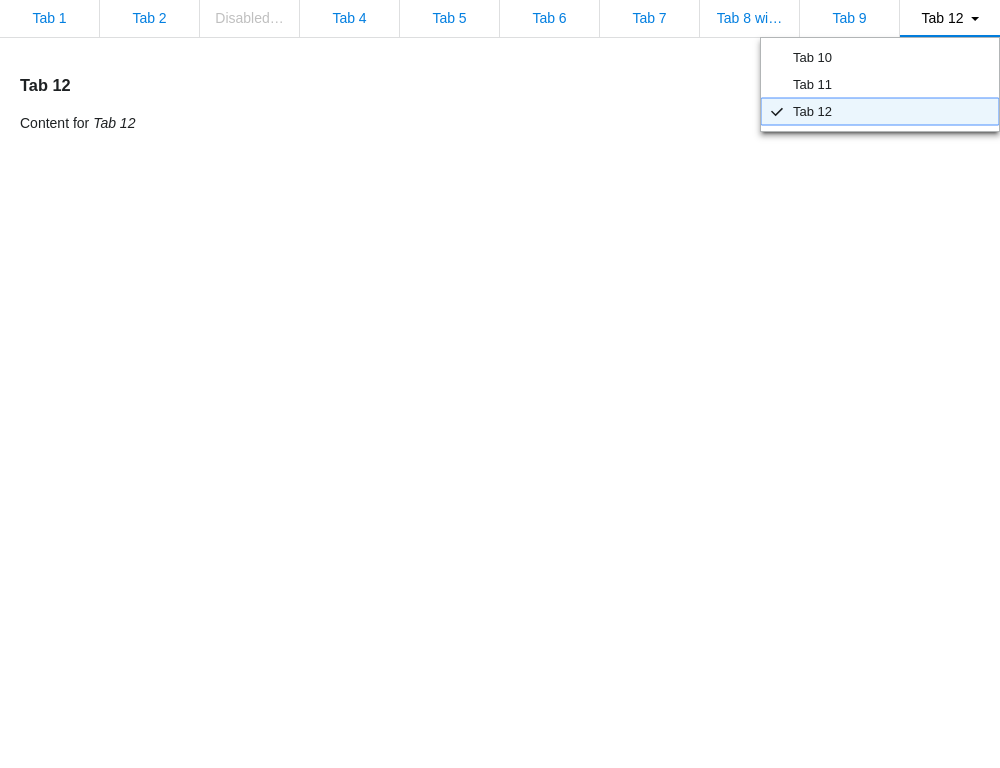 Tab 1 Tab 2 Disabled… Tab 4 Tab 5 Tab 6 Tab 7 Tab 8 wi… Tab 9 Tab 12
Tab 10
Tab 11
Tab 12
Tab 12
Content for Tab 12